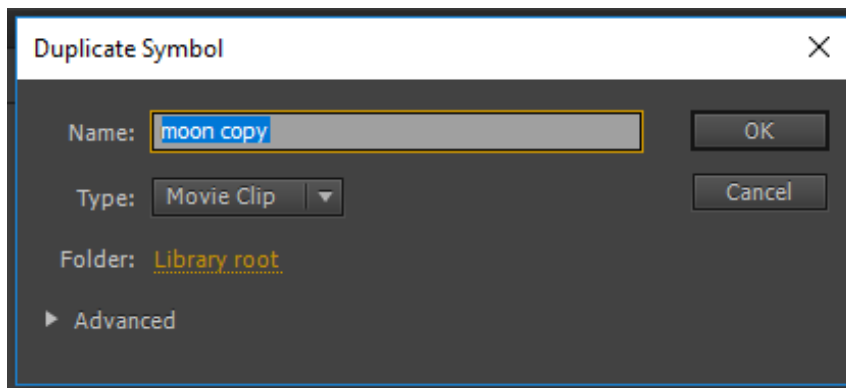 Duplicate Symbol
Name: moon copy OK
Type: Movie Clip Cancel
Folder: Library root
Advanced